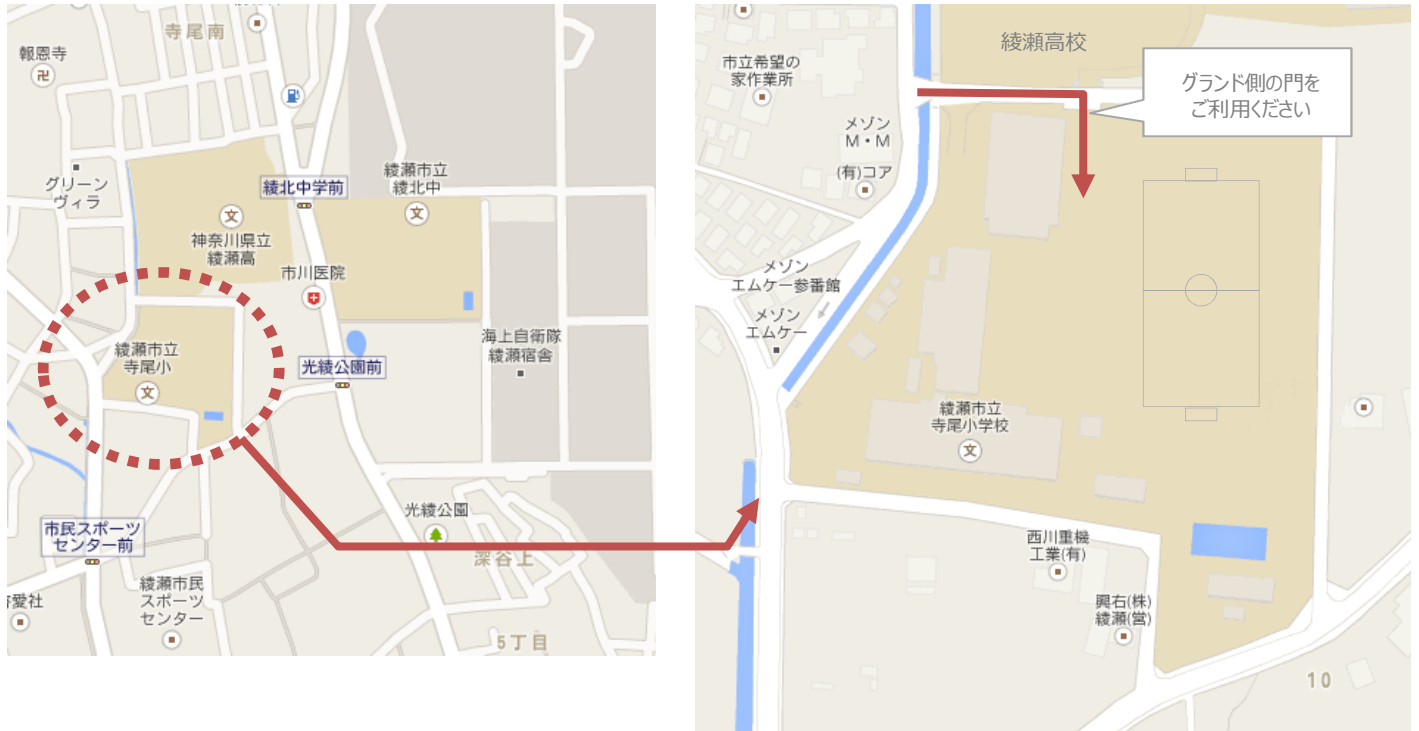 寺尾南
報恩寺
グリーン
ヴィラ
神奈川県立
綾瀬高
綾北中学前
綾瀬市立
綾北中
市川医院
綾瀬市立
寺尾小
光綾公園前
海上自衛隊
綾瀬宿舎
市民スポーツ
センター前
光綾公園
深谷上
綾瀬市民
スポーツ
センター
愛社
5丁目
綾瀬高校
グランド側の門を
ご利用ください
市立希望の
家作業所
メゾン
M・M
(有)コア
メゾン
エムケー参番館
メゾン
エムケー
綾瀬市立
寺尾小学校
西川重機
工業(有)
興右(株)
綾瀬(営)
10